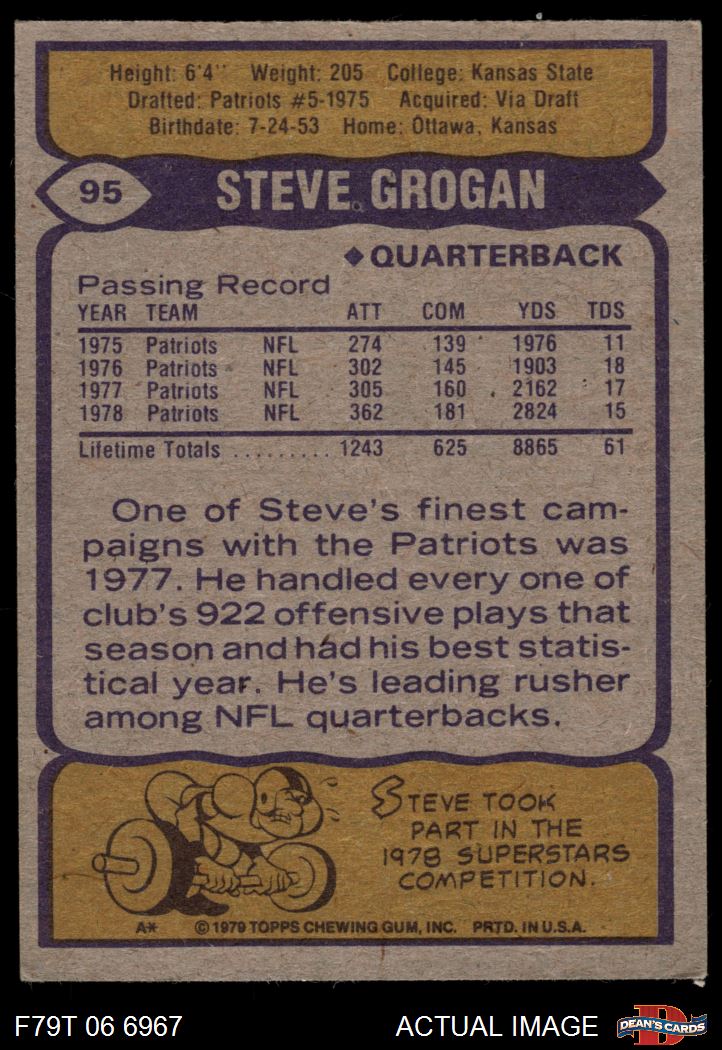 Height: 6'4" Weight: 205 College: Kansas State
Drafted: Patriots #5-1975 Acquired: Via Draft
Birthdate: 7-24-53 Home: Ottawa, Kansas
95 STEVE GROGAN
◆QUARTERBACK
Passing Record
YEAR TEAM ATT COM YDS TDS
1975 Patriots NFL 274 139 1976 11
1976 Patriots NFL 302 145 1903 18
1977 Patriots NFL 305 160 2162 17
1978 Patriots NFL 362 181 2824 15
Lifetime Totals ......... 1243 625 8865 61
One of Steve's finest cam-
paigns with the Patriots was
1977. He handled every one of
club's 922 offensive plays that
season and had his best statis-
tical year. He's leading rusher
among NFL quarterbacks.
STEVE TOOK
PART IN THE
1978 SUPERSTARS
COMPETITION.
A* © 1979 TOPPS CHEWING GUM, INC. PRTD. IN U.S.A.
F79T 06 6967 ACTUAL IMAGE D DEAN'S CARDS